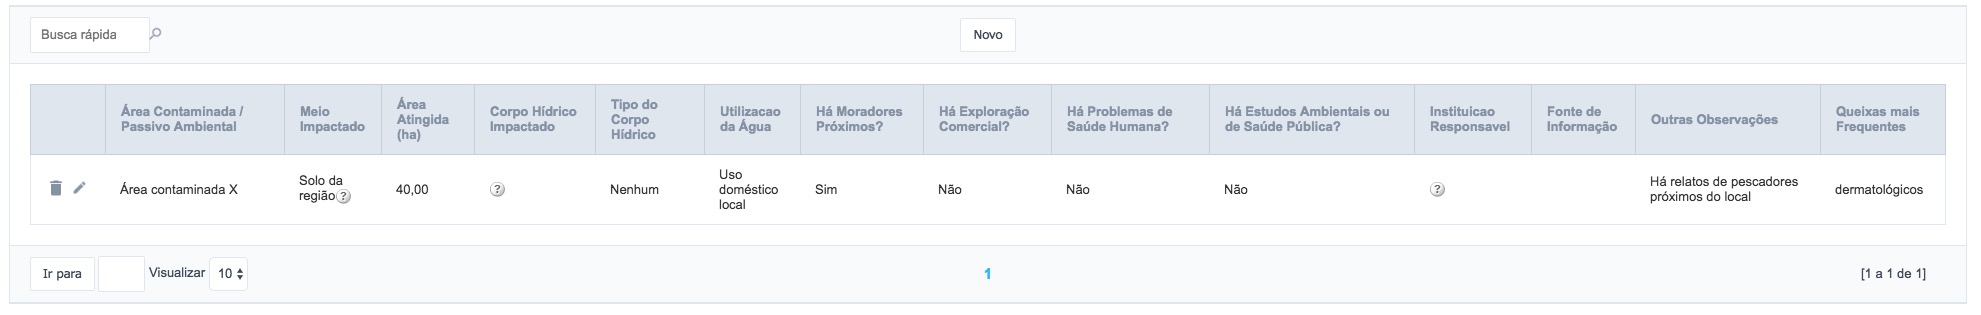 Busca rápida
Novo
Área Contaminada /
Passivo Ambiental
Meio
Impactado
Área
Atingida
(ha)
Corpo Hídrico
Impactado
Tipo do
Corpo
Hídrico
Utilizacao
da Água
Há Moradores
Próximos?
Há Exploração
Comercial?
Há Problemas de
Saúde Humana?
Há Estudos Ambientais ou
de Saúde Pública?
Instituicao
Responsavel
Fonte de
Informação
Outras Observações
Queixas mais
Frequentes
Área contaminada X
Solo da
região?
40,00
?
Nenhum
Uso
doméstico
local
Sim
Não
Não
Não
?
Há relatos de pescadores
próximos do local
dermatológicos
Ir para
Visualizar 10
1
[1 a 1 de 1]